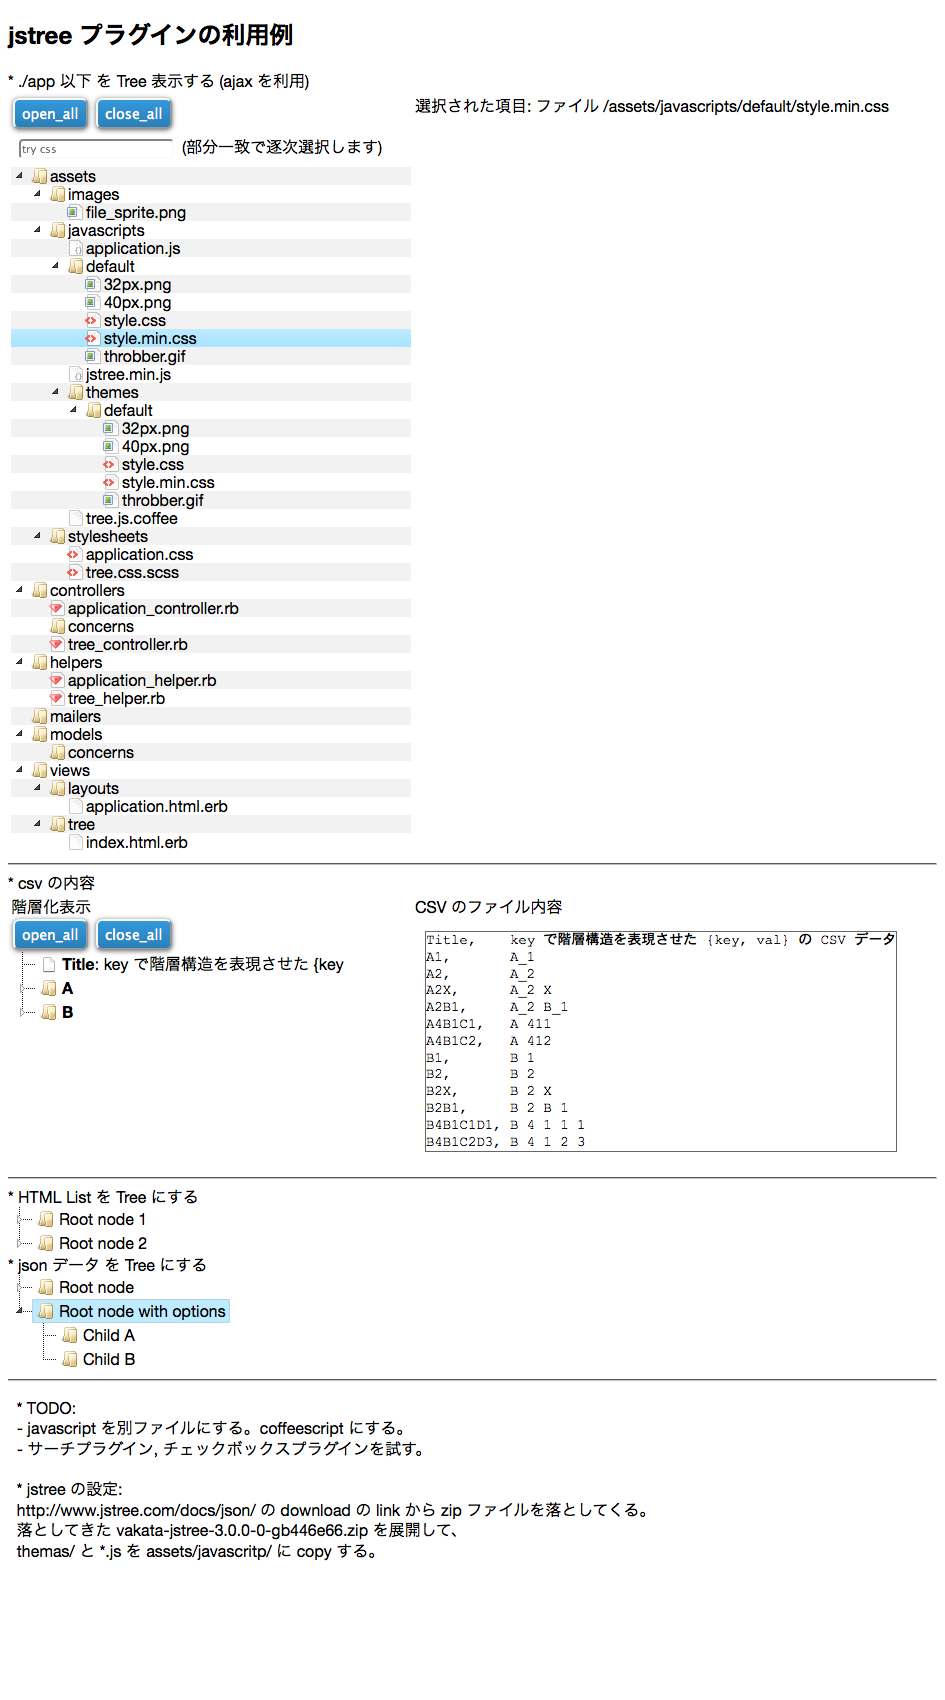 jstree プラグインの利用例
* ./app 以下 を Tree 表示する (ajax を利用)
open_all close_all
選択された項目: ファイル /assets/javascripts/default/style.min.css
try css (部分一致で逐次選択します)
assets
images
file_sprite.png
javascripts
application.js
default
32px.png
40px.png
style.css
style.min.css
throbber.gif
jstree.min.js
themes
default
32px.png
40px.png
style.css
style.min.css
throbber.gif
tree.js.coffee
stylesheets
application.css
tree.css.scss
controllers
application_controller.rb
concerns
tree_controller.rb
helpers
application_helper.rb
tree_helper.rb
mailers
models
concerns
views
layouts
application.html.erb
tree
index.html.erb
* csv の内容
階層化表示
open_all close_all
Title: key で階層構造を表現させた {key
A
B
CSV のファイル内容
Title, key で階層構造を表現させた {key, val} の CSV データ
A1, A_1
A2, A_2
A2X, A_2 X
A2B1, A_2 B_1
A4B1C1, A 411
A4B1C2, A 412
B1, B 1
B2, B 2
B2X, B 2 X
B2B1, B 2 B 1
B4B1C1D1, B 4 1 1 1
B4B1C2D3, B 4 1 2 3
* HTML List を Tree にする
Root node 1
Root node 2
* json データ を Tree にする
Root node
Root node with options
Child A
Child B
* TODO:
- javascript を別ファイルにする。coffeescript にする。
- サーチプラグイン, チェックボックスプラグインを試す。
* jstree の設定:
http://www.jstree.com/docs/json/ の download の link から zip ファイルを落としてくる。
落としてきた vakata-jstree-3.0.0-0-gb446e66.zip を展開して、
themas/ と *.js を assets/javascritp/ に copy する。